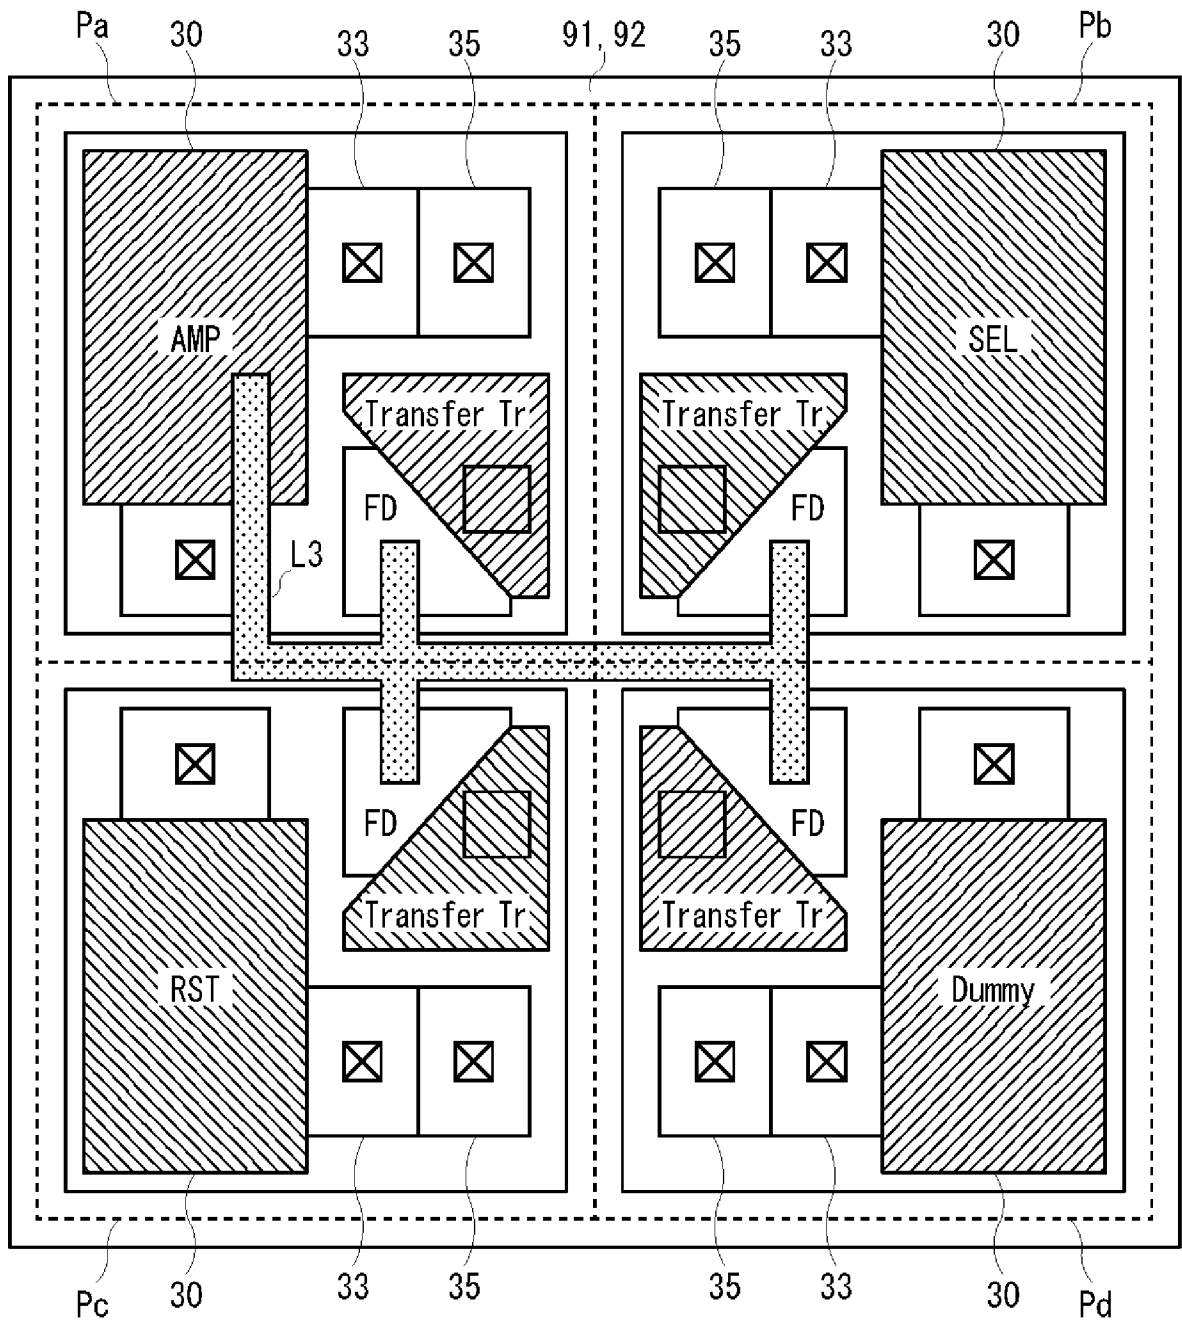 Pa 30 33 35 91, 92 35 33 30 Pb
AMP SEL
Transfer Tr Transfer Tr
FD FD
L3
FD FD
Transfer Tr Transfer Tr
RST Dummy
Pc 30 33 35 35 33 30 Pd